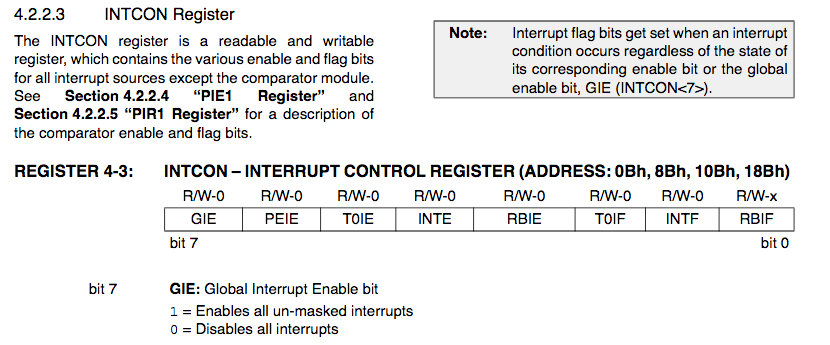 4.2.2.3 INTCON Register
The INTCON register is a readable and writable
register, which contains the various enable and flag bits
for all interrupt sources except the comparator module.
See Section 4.2.2.4 “PIE1 Register” and
Section 4.2.2.5 “PIR1 Register” for a description of
the comparator enable and flag bits.
Note: Interrupt flag bits get set when an interrupt
condition occurs regardless of the state of
its corresponding enable bit or the global
enable bit, GIE (INTCON<7>).
REGISTER 4-3: INTCON – INTERRUPT CONTROL REGISTER (ADDRESS: 0Bh, 8Bh, 10Bh, 18Bh)
R/W-0 R/W-0 R/W-0 R/W-0 R/W-0 R/W-0 R/W-0 R/W-x
GIE PEIE T0IE INTE RBIE T0IF INTF RBIF
bit 7 bit 0
bit 7 GIE: Global Interrupt Enable bit
1 = Enables all un-masked interrupts
0 = Disables all interrupts